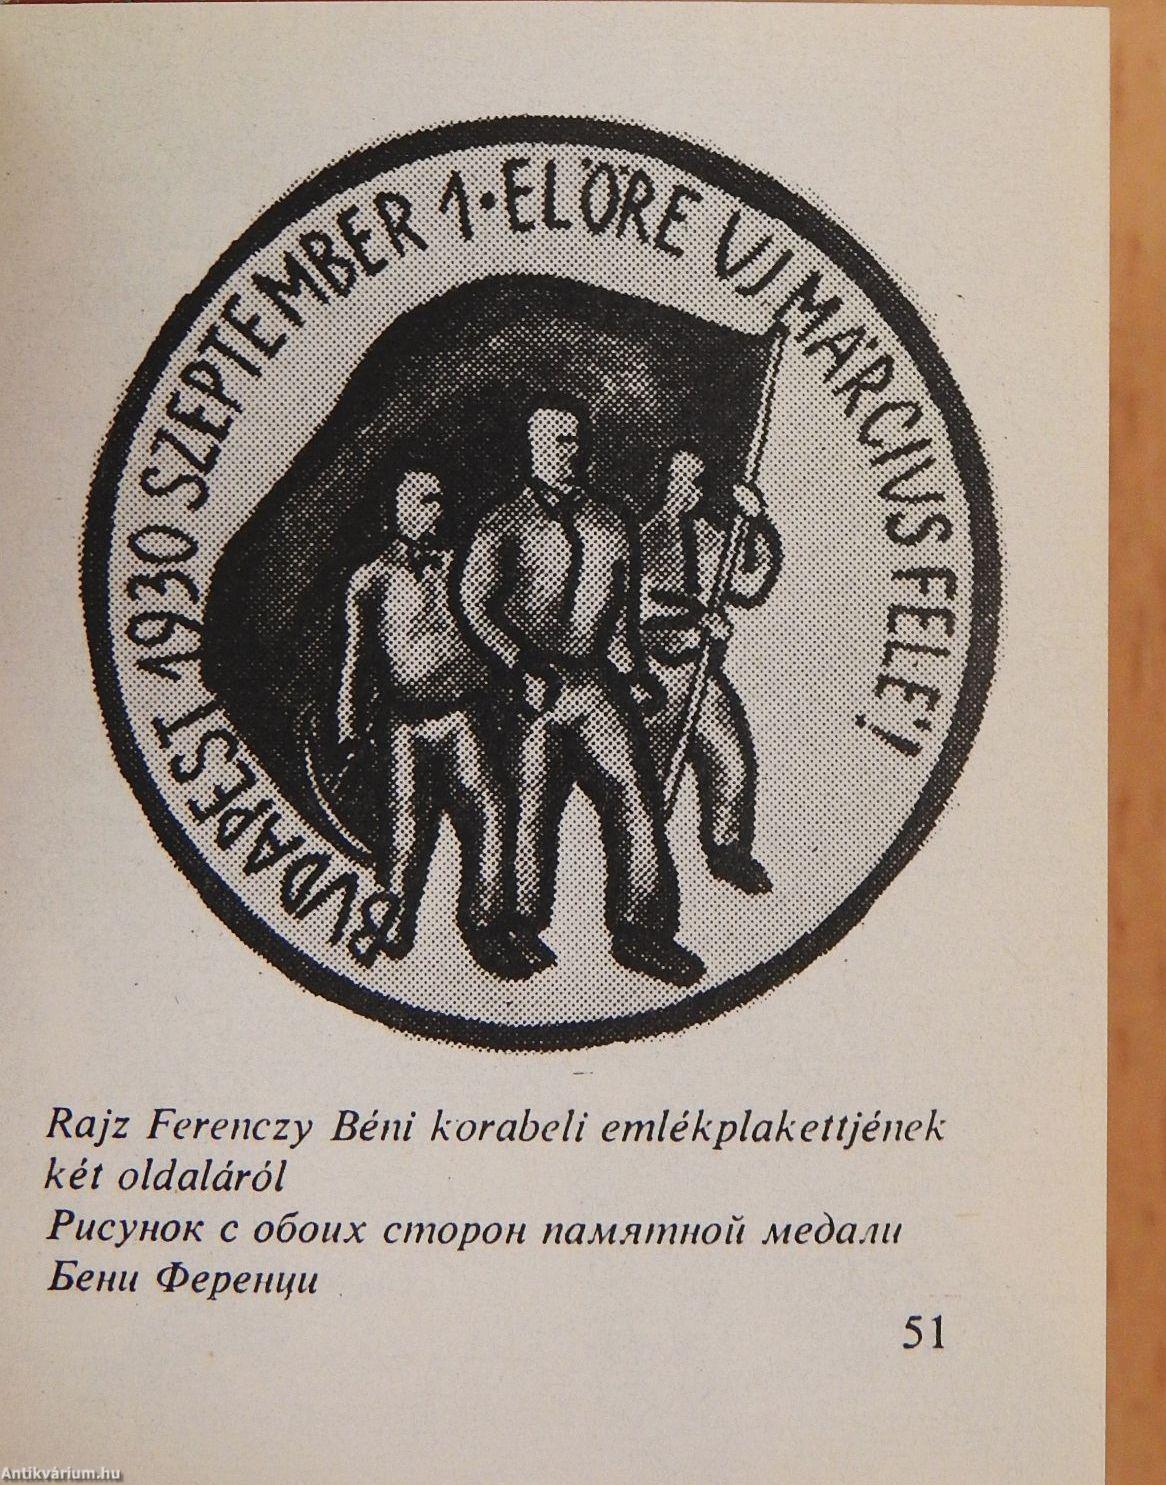 BUDAPEST 1930 SZEPTEMBER 1 • ELŐRE UJ MÁRCIUS FELÉ!
Rajz Ferenczy Béni korabeli emlékplakettjének
két oldaláról
Рисунок с обоих сторон памятной медали
Бени Ференци
51
Antikvárium.hu